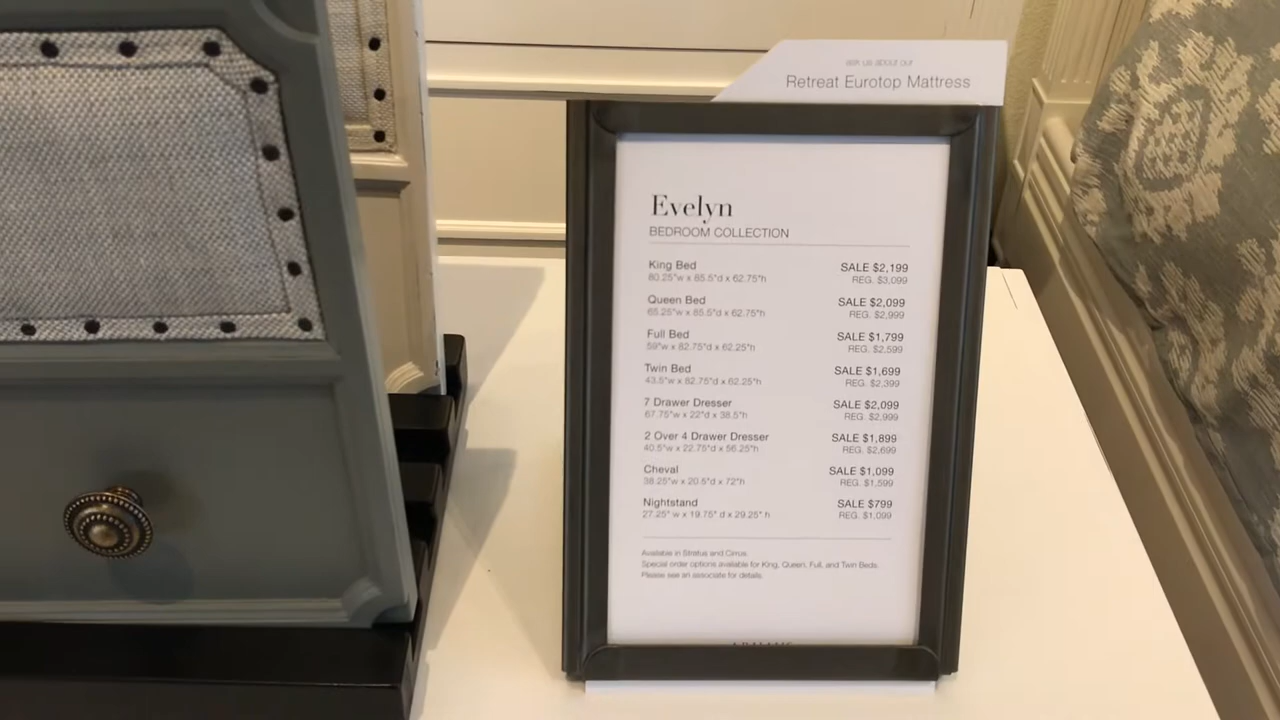 ask us about our
Retreat Eurotop Mattress
Evelyn
BEDROOM COLLECTION
King Bed SALE $2,199
80.25"w x 85.5"d x 62.75"h REG. $3,099
Queen Bed SALE $2,099
65.25"w x 85.5"d x 62.75"h REG. $2,999
Full Bed SALE $1,799
59"w x 82.75"d x 62.25"h REG. $2,599
Twin Bed SALE $1,699
43.5"w x 82.75"d x 62.25"h REG. $2,399
7 Drawer Dresser SALE $2,099
67.75"w x 22"d x 38.5"h REG. $2,999
2 Over 4 Drawer Dresser SALE $1,899
40.5"w x 22.75"d x 56.25"h REG. $2,699
Cheval SALE $1,099
38.25"w x 20.5"d x 72"h REG. $1,599
Nightstand SALE $799
27.25" w x 19.75" d x 29.25" h REG. $1,099
Available in Stratus and Cirrus.
Special order options available for King, Queen, Full, and Twin Beds.
Please see an associate for details.